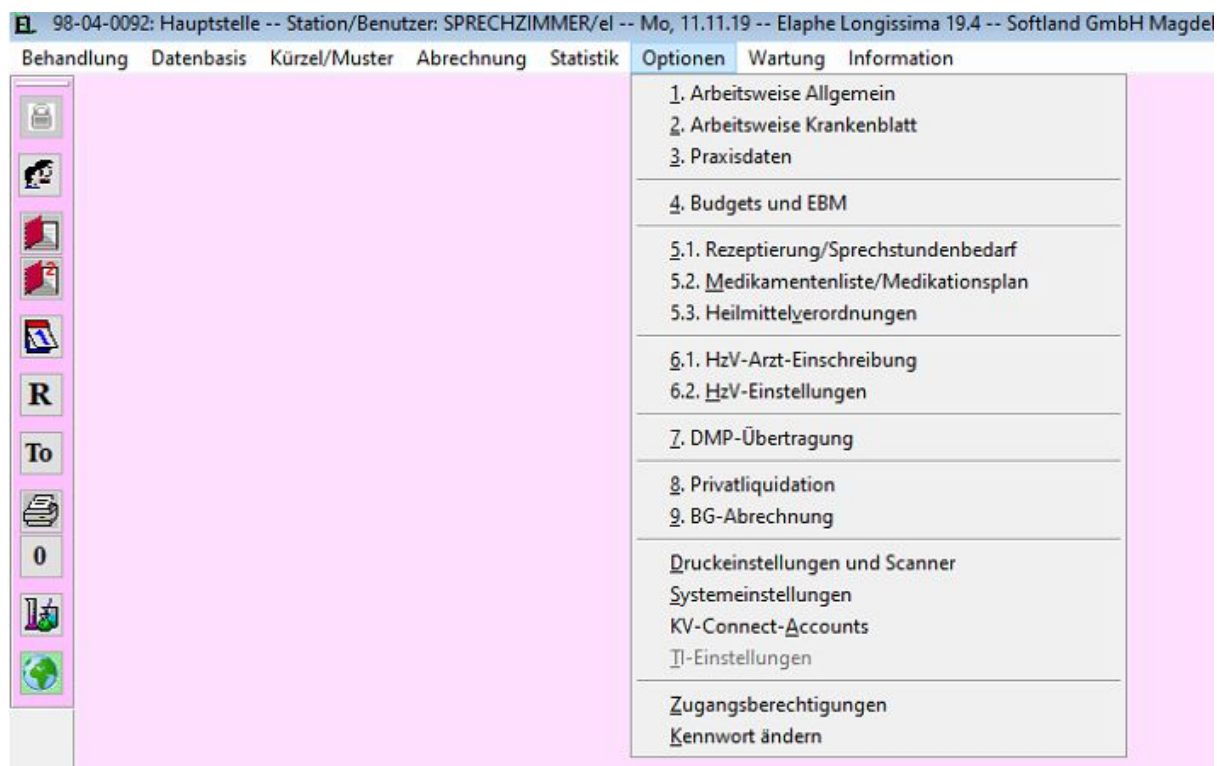 EL 98-04-0092: Hauptstelle -- Station/Benutzer: SPRECHZIMMER/el -- Mo, 11.11.19 -- Elaphe Longissima 19.4 -- Softland GmbH Magdel
Behandlung Datenbasis Kürzel/Muster Abrechnung Statistik Optionen Wartung Information
1. Arbeitsweise Allgemein
2. Arbeitsweise Krankenblatt
3. Praxisdaten
4. Budgets und EBM
5.1. Rezeptierung/Sprechstundenbedarf
5.2. Medikamentenliste/Medikationsplan
5.3. Heilmittelverordnungen
6.1. HzV-Arzt-Einschreibung
6.2. HzV-Einstellungen
7. DMP-Übertragung
8. Privatliquidation
9. BG-Abrechnung
Druckeinstellungen und Scanner
Systemeinstellungen
KV-Connect-Accounts
TI-Einstellungen
Zugangsberechtigungen
Kennwort ändern
2
1
R
To
0